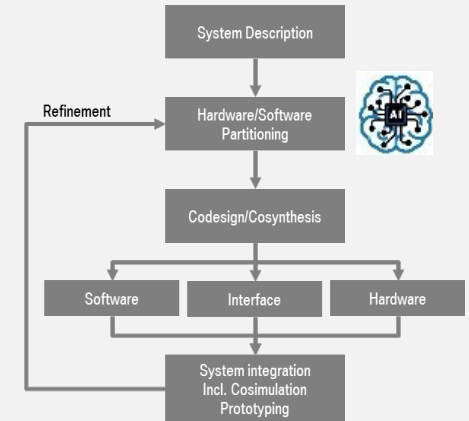 System Description
Refinement
Hardware/Software
Partitioning
AI
Codesign/Cosynthesis
Software
Interface
Hardware
System integration
Incl. Cosimulation
Prototyping